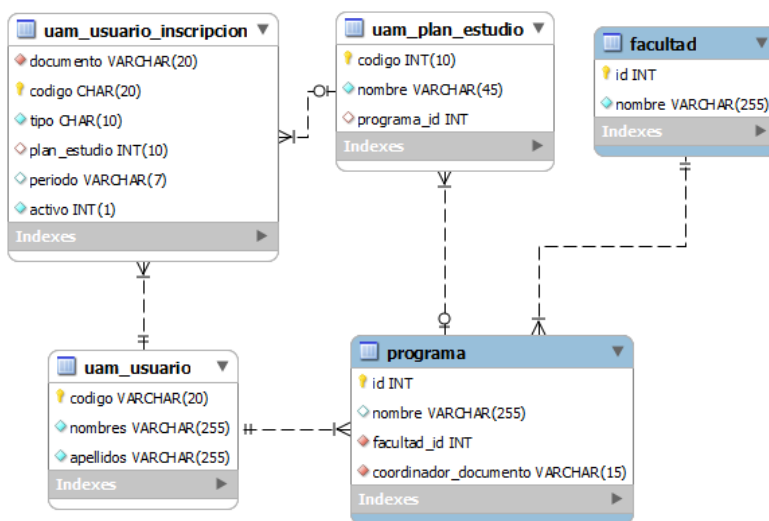 uam_usuario_inscripcion
documento VARCHAR(20)
codigo CHAR(20)
tipo CHAR(10)
plan_estudio INT(10)
periodo VARCHAR(7)
activo INT(1)
Indexes
uam_plan_estudio
codigo INT(10)
nombre VARCHAR(45)
programa_id INT
Indexes
facultad
id INT
nombre VARCHAR(255)
Indexes
uam_usuario
codigo VARCHAR(20)
nombres VARCHAR(255)
apellidos VARCHAR(255)
Indexes
programa
id INT
nombre VARCHAR(255)
facultad_id INT
coordinador_documento VARCHAR(15)
Indexes